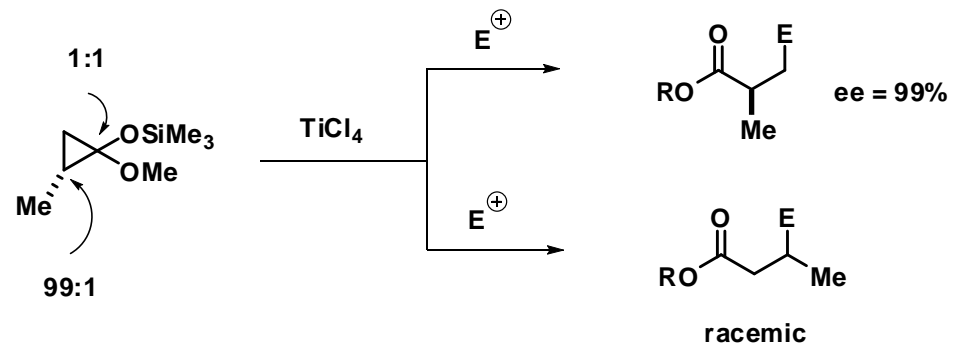 1:1
OSiMe₃
OMe
Me
99:1
TiCl₄
E⊕
O E
RO
Me
ee = 99%
E⊕
O E
RO Me
racemic